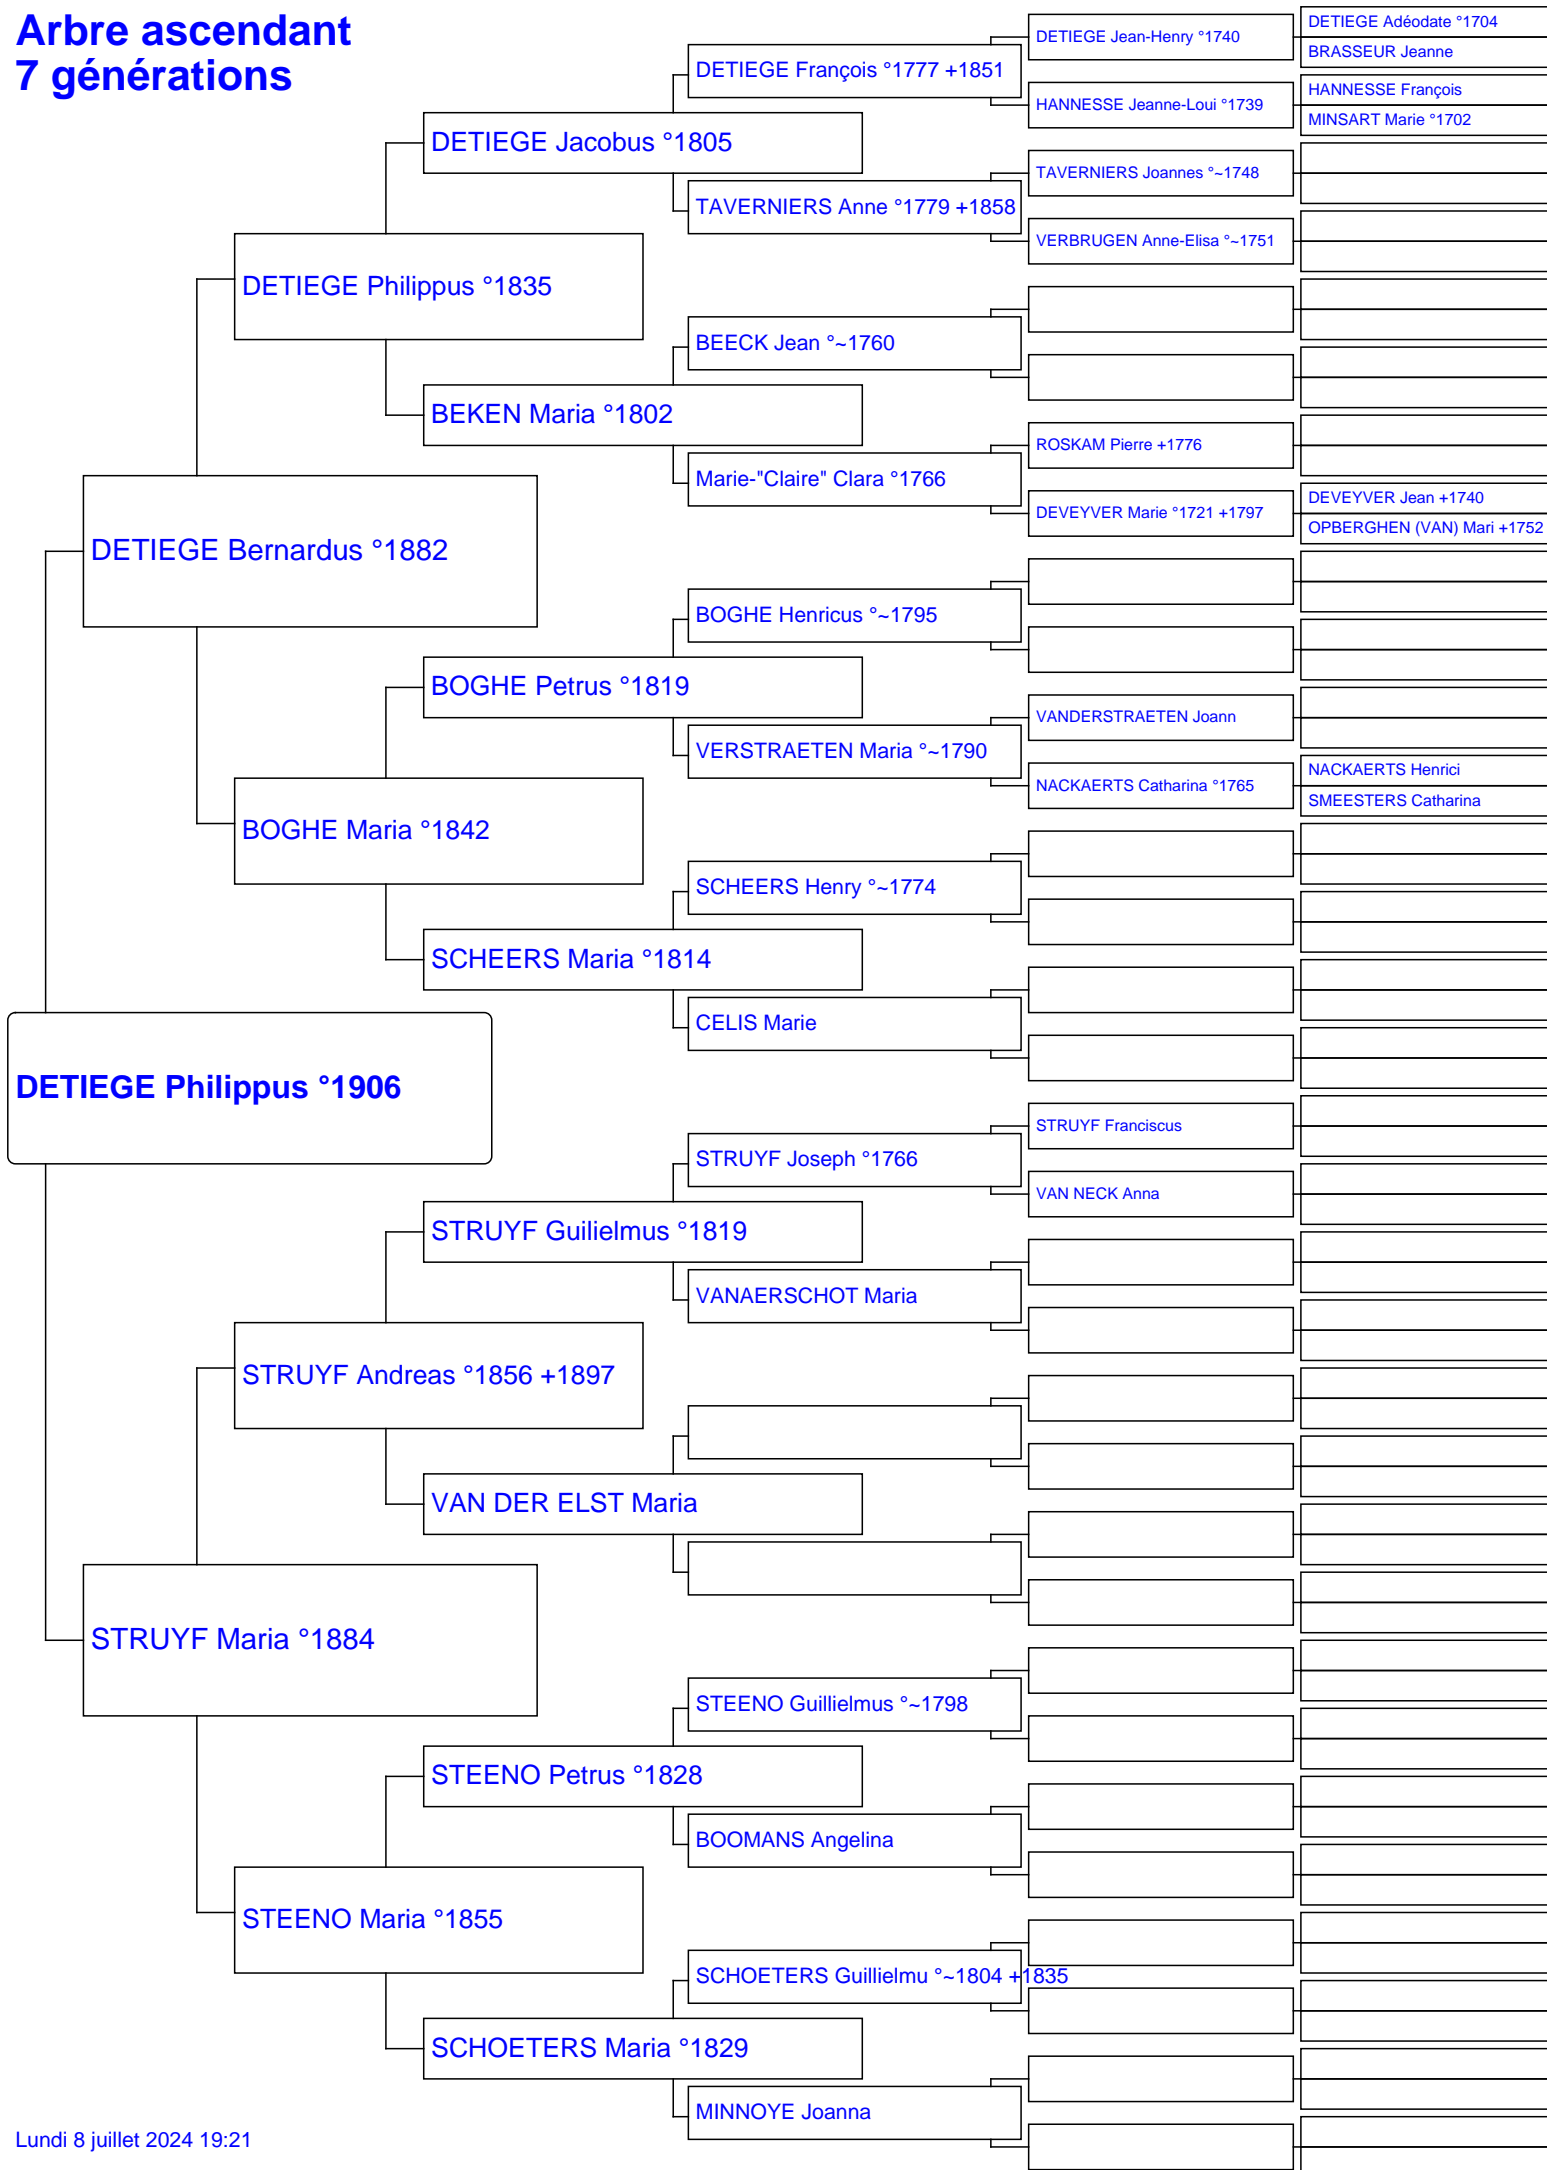 Arbre ascendant
7 générations
DETIEGE Adéodate °1704
DETIEGE Jean-Henry °1740
BRASSEUR Jeanne
DETIEGE François °1777 +1851
HANNESSE François
HANNESSE Jeanne-Loui °1739
MINSART Marie °1702
DETIEGE Jacobus °1805
TAVERNIERS Joannes °~1748
TAVERNIERS Anne °1779 +1858
VERBRUGEN Anne-Elisa °~1751
DETIEGE Philippus °1835
BEECK Jean °~1760
BEKEN Maria °1802
ROSKAM Pierre +1776
Marie-"Claire" Clara °1766
DEVEYVER Jean +1740
DEVEYVER Marie °1721 +1797
OPBERGHEN (VAN) Mari +1752
DETIEGE Bernardus °1882
BOGHE Henricus °~1795
BOGHE Petrus °1819
VANDERSTRAETEN Joann
VERSTRAETEN Maria °~1790
NACKAERTS Henrici
NACKAERTS Catharina °1765
SMEESTERS Catharina
BOGHE Maria °1842
SCHEERS Henry °~1774
SCHEERS Maria °1814
CELIS Marie
DETIEGE Philippus °1906
STRUYF Franciscus
STRUYF Joseph °1766
VAN NECK Anna
STRUYF Guilielmus °1819
VANAERSCHOT Maria
STRUYF Andreas °1856 +1897
VAN DER ELST Maria
STRUYF Maria °1884
STEENO Guillielmus °~1798
STEENO Petrus °1828
BOOMANS Angelina
STEENO Maria °1855
SCHOETERS Guillielmu °~1804 +1835
SCHOETERS Maria °1829
MINNOYE Joanna
Lundi 8 juillet 2024 19:21